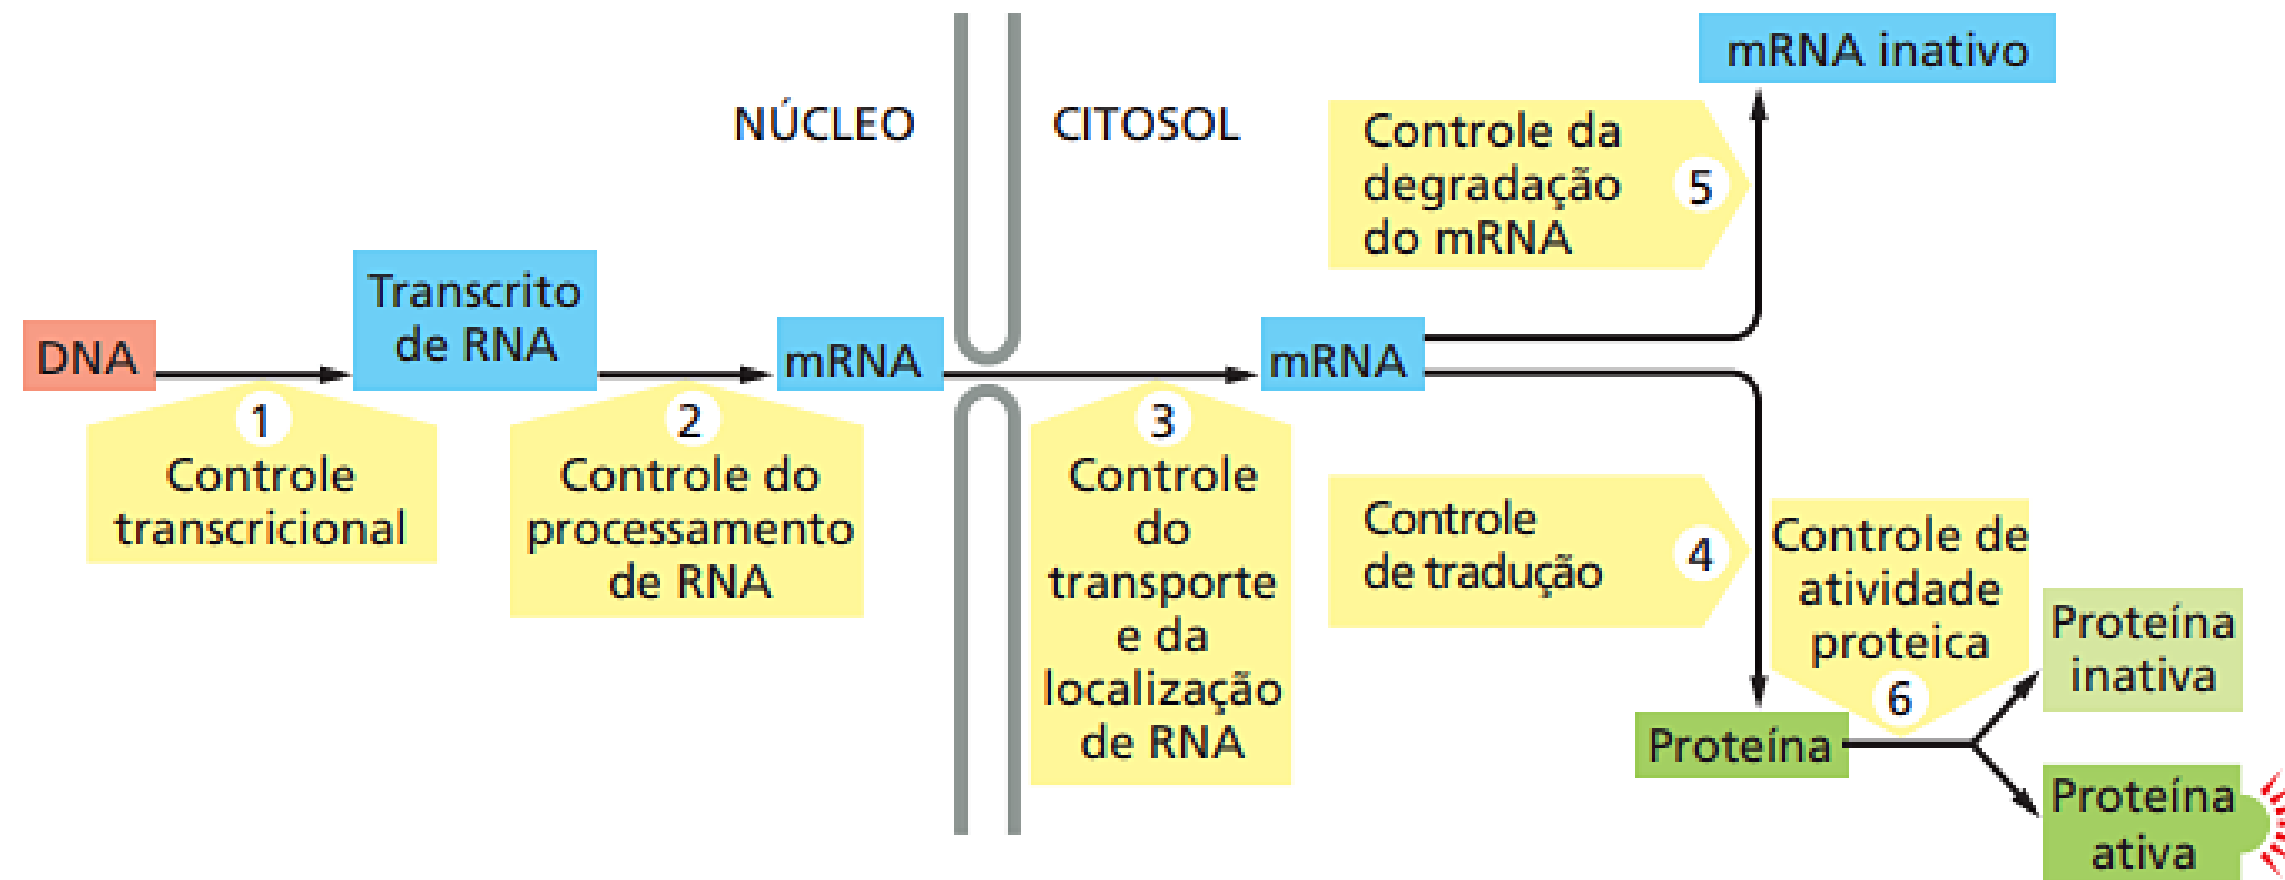 NÚCLEO
CITOSOL
DNA
1
Controle
transcricional
Transcrito
de RNA
2
Controle do
processamento
de RNA
mRNA
3
Controle
do
transporte
e da
localização
de RNA
mRNA
Controle da
degradação
do mRNA
5
mRNA inativo
Controle
de tradução
4
Proteína
Controle de
atividade
proteica
6
Proteína
inativa
Proteína
ativa